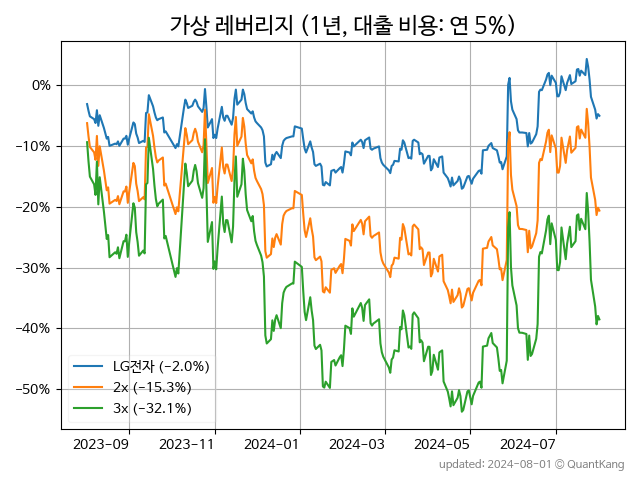 가상 레버리지 (1년, 대출 비용: 연 5%)
0%
−10%
−20%
−30%
−40%
−50%
LG전자 (−2.0%)
2x (−15.3%)
3x (−32.1%)
2023-09 2023-11 2024-01 2024-03 2024-05 2024-07
updated: 2024-08-01 © QuantKang